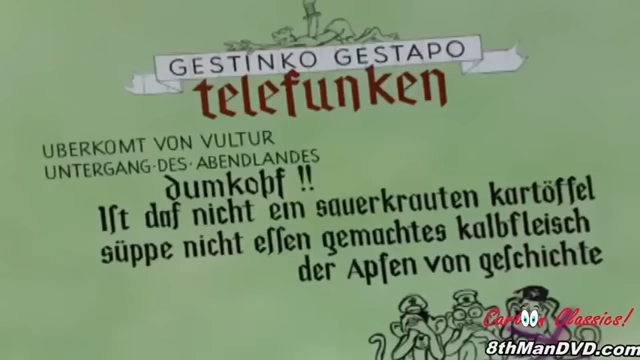 GESTINKO GESTAPO
telefunken
UBERKOMT VON VULTUR
UNTERGANG·DES·ABENDLANDES
dumkopf !!
Iſt daſ nicht ein sauerkrauten kartöffel
süppe nicht eſſen gemachtes kalbfleisch
der Apfen von geſchichte
Cartoon Classics!
8thManDVD.com